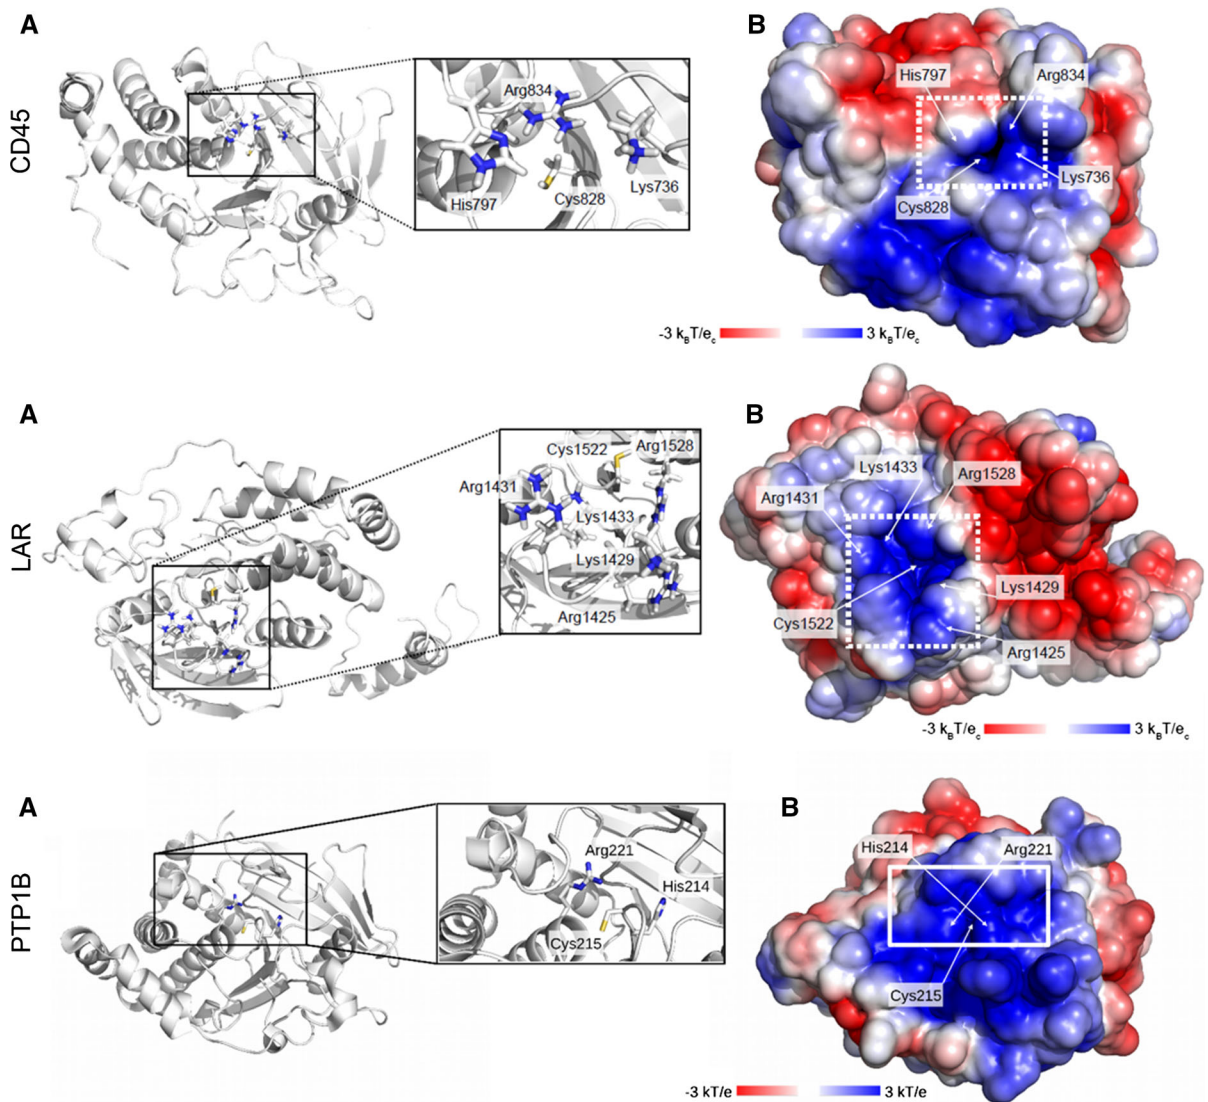 A
B
CD45
Arg834
His797
Cys828
Lys736
His797
Arg834
Cys828
Lys736
-3 kBT/ec
3 kBT/ec
A
B
LAR
Cys1522
Arg1528
Arg1431
Lys1433
Lys1429
Arg1425
Lys1433
Arg1528
Arg1431
Lys1429
Cys1522
Arg1425
-3 kBT/ec
3 kBT/ec
A
B
PTP1B
Arg221
His214
Cys215
His214
Arg221
Cys215
-3 kT/e
3 kT/e